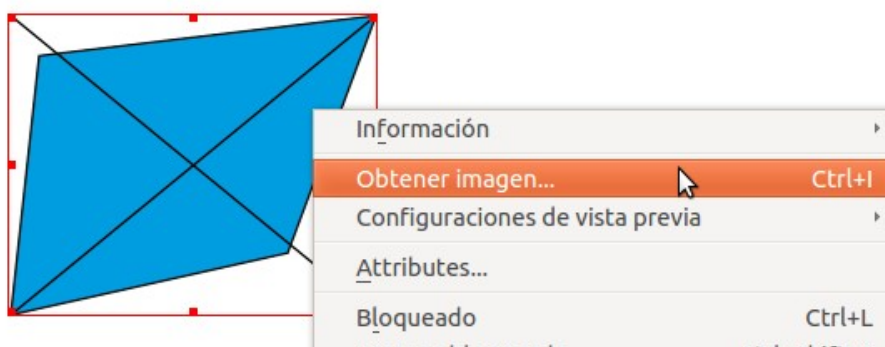 Información
Obtener imagen... Ctrl+I
Configuraciones de vista previa
Attributes...
Bloqueado Ctrl+L